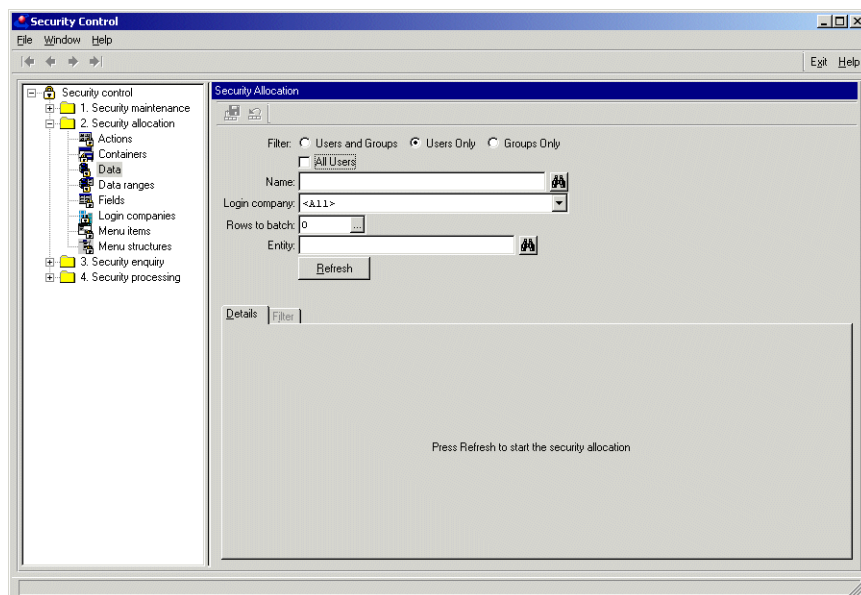 Security Control
File Window Help
Exit Help
Security control
1. Security maintenance
2. Security allocation
Actions
Containers
Data
Data ranges
Fields
Login companies
Menu items
Menu structures
3. Security enquiry
4. Security processing
Security Allocation
Filter: Users and Groups Users Only Groups Only
All Users
Name:
Login company: <All>
Rows to batch: 0 ...
Entity:
Refresh
Details Filter
Press Refresh to start the security allocation